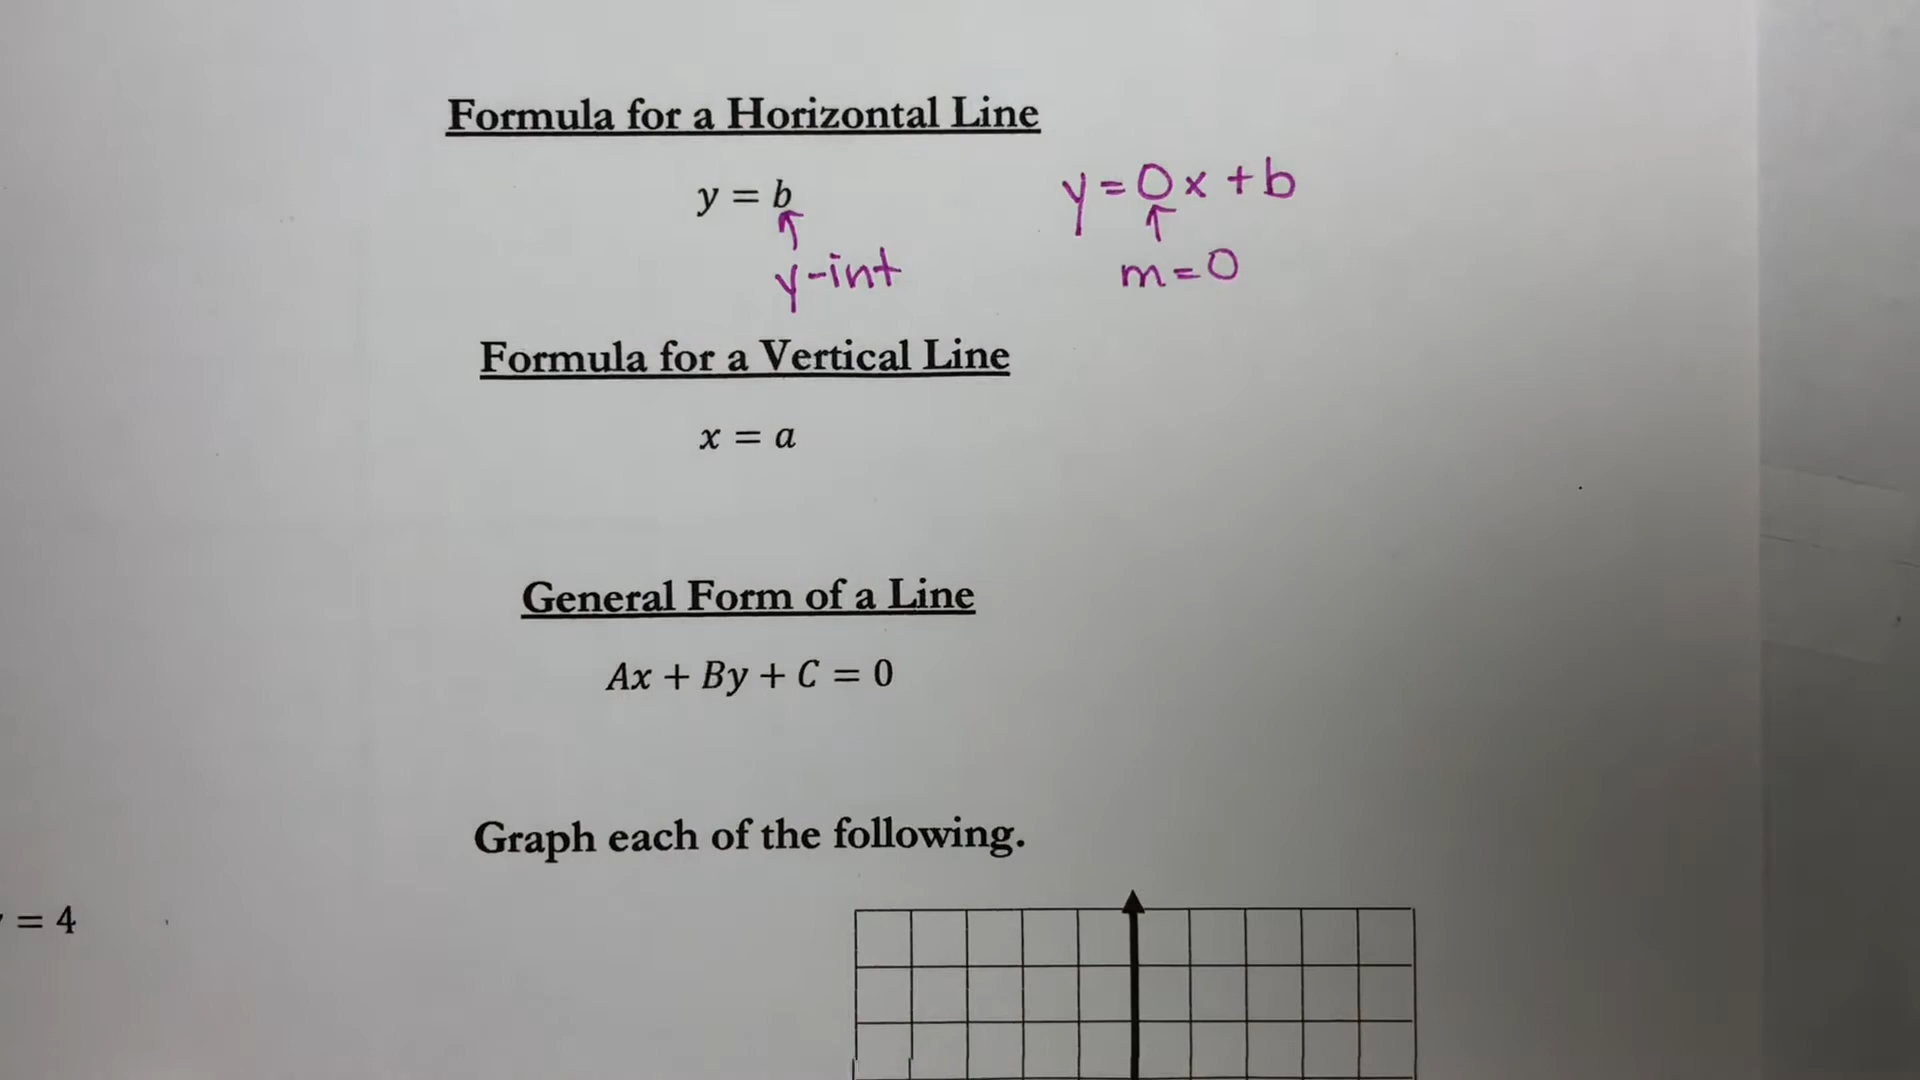 Formula for a Horizontal Line
y = b
y = 0x + b
y-int
m = 0
Formula for a Vertical Line
x = a
General Form of a Line
Ax + By + C = 0
Graph each of the following.
= 4